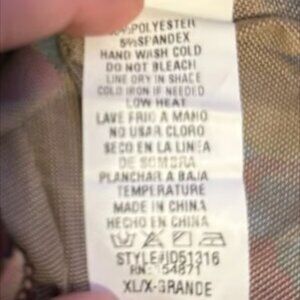 POLYESTER
5% SPANDEX
HAND WASH COLD
DO NOT BLEACH
LINE DRY IN SHADE
COLD IRON IF NEEDED
LOW HEAT
LAVE FRIO A MANO
NO USAR CLORO
SECO EN LA LINEA
DE SOMBRA
PLANCHAR A BAJA
TEMPERATURE
MADE IN CHINA
HECHO EN CHINA
STYLE#JD51316
RN: 54871
XL/X-GRANDE